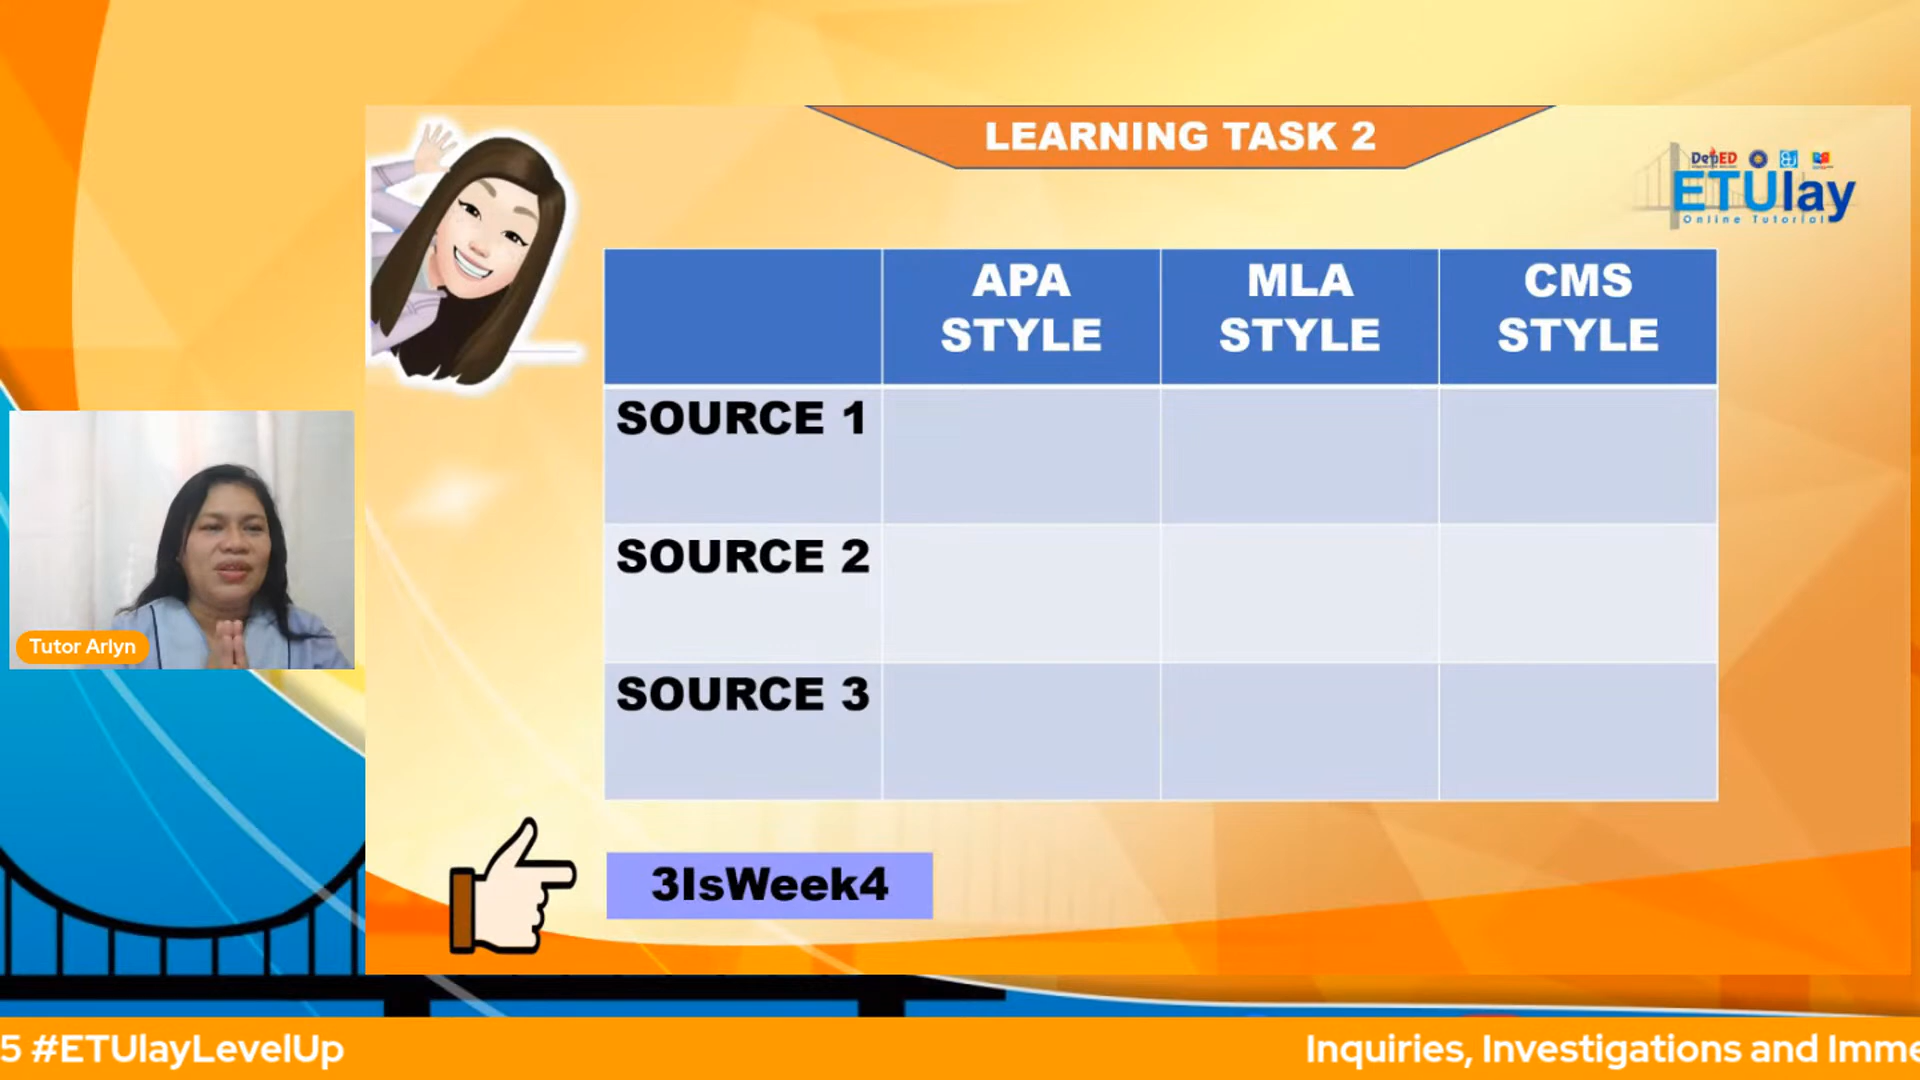 LEARNING TASK 2
DepED
ETUlay
Online Tutorial
APA
STYLE
MLA
STYLE
CMS
STYLE
SOURCE 1
SOURCE 2
SOURCE 3
Tutor Arlyn
3IsWeek4
5 #ETUlayLevelUp
Inquiries, Investigations and Imme